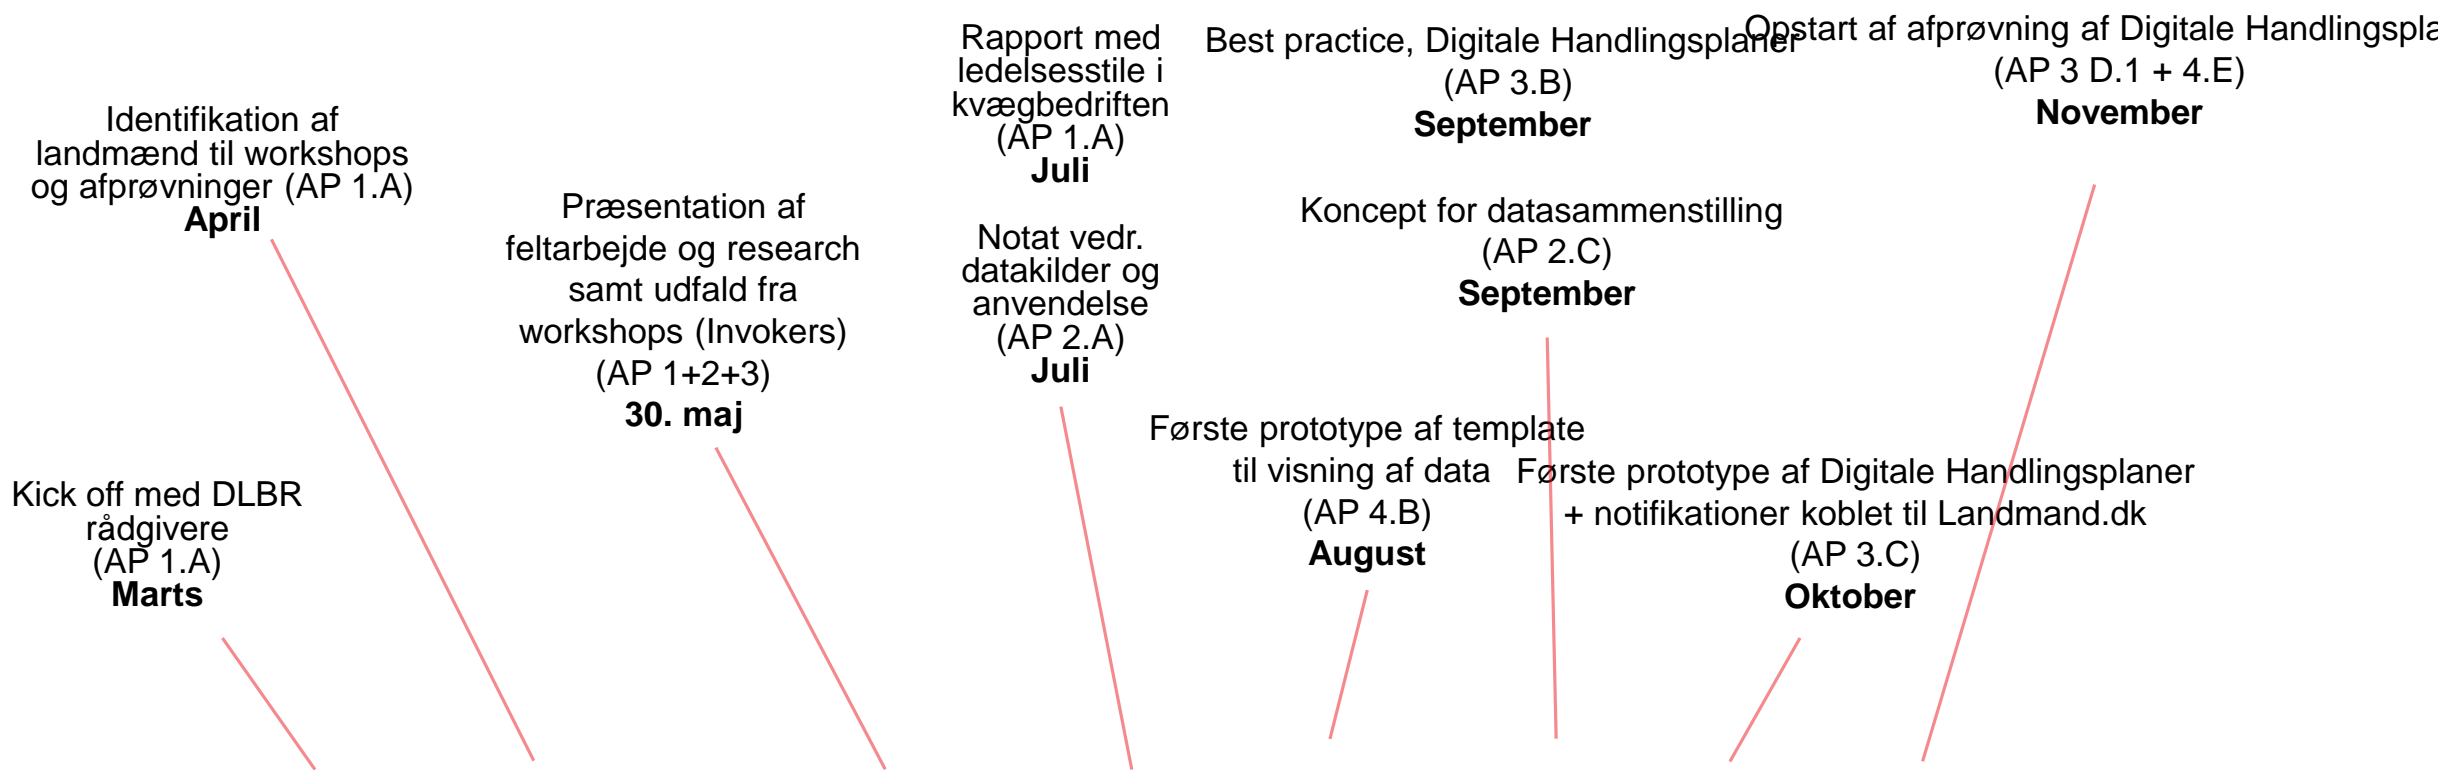 Identifikation af
landmænd til workshops
og afprøvninger (AP 1.A)
April
Kick off med DLBR
rådgivere
(AP 1.A)
Marts
Præsentation af
feltarbejde og research
samt udfald fra
workshops (Invokers)
(AP 1+2+3)
30. maj
Rapport med
ledelsesstile i
kvægbedriften
(AP 1.A)
Juli
Notat vedr.
datakilder og
anvendelse
(AP 2.A)
Juli
Best practice, Digitale Handlingsplaner
(AP 3.B)
September
Koncept for datasammenstilling
(AP 2.C)
September
Første prototype af template
til visning af data
(AP 4.B)
August
Første prototype af Digitale Handlingsplaner
+ notifikationer koblet til Landmand.dk
(AP 3.C)
Oktober
Opstart af afprøvning af Digitale Handlingspla
(AP 3 D.1 + 4.E)
November